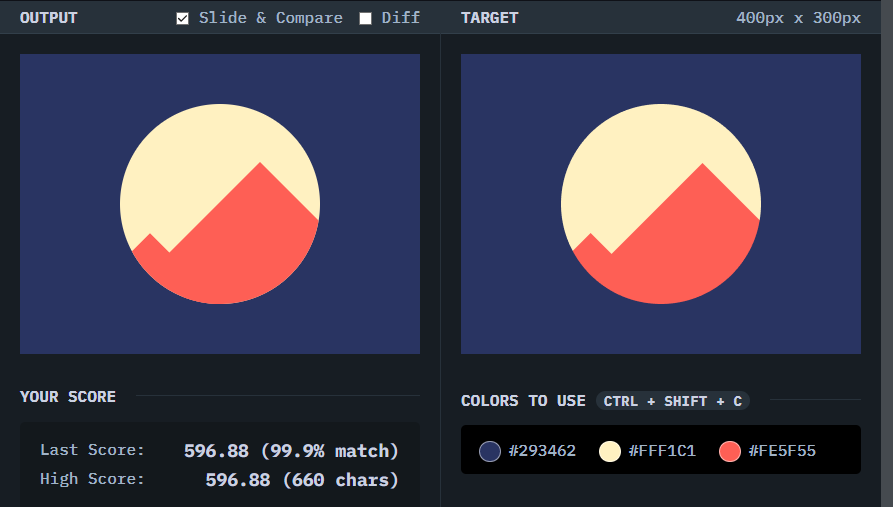 OUTPUT Slide & Compare Diff TARGET 400px x 300px
YOUR SCORE
COLORS TO USE CTRL + SHIFT + C
Last Score: 596.88 (99.9% match)
High Score: 596.88 (660 chars)
#293462 #FFF1C1 #FE5F55